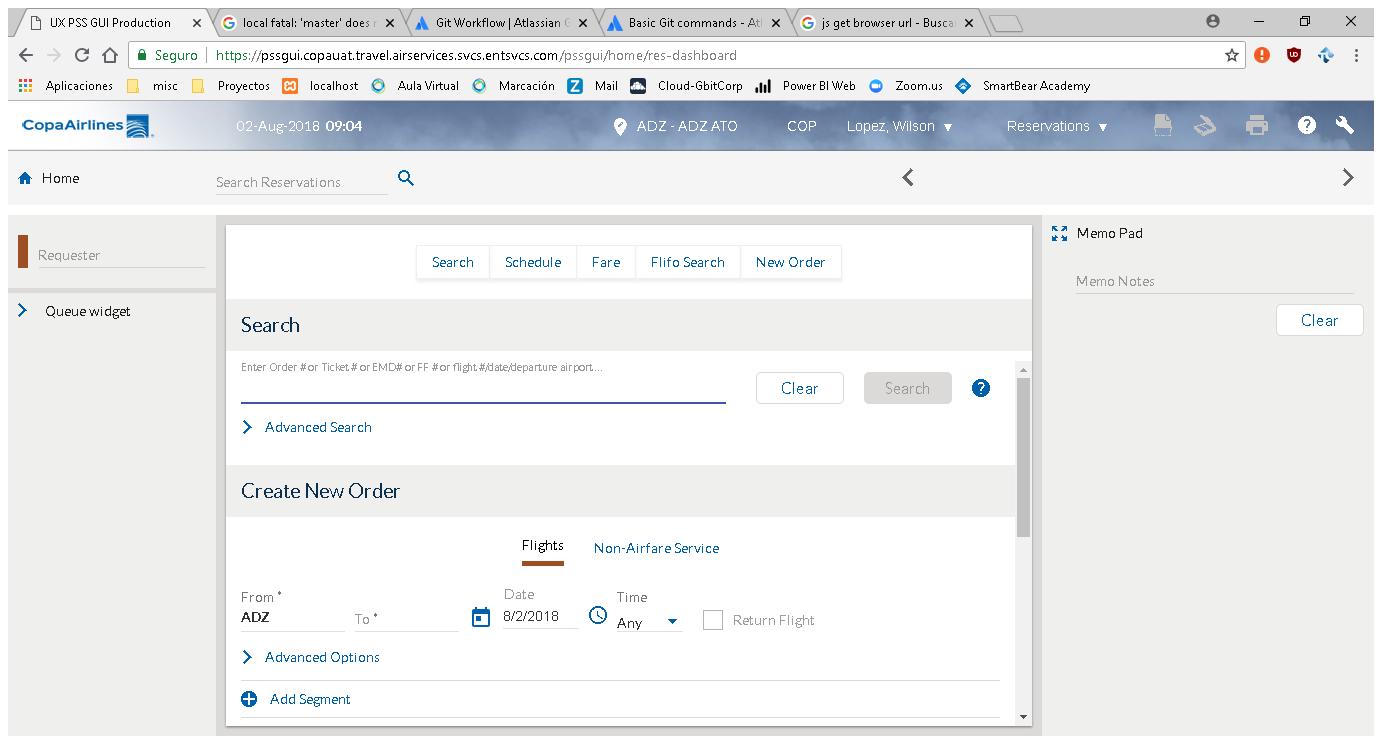 UX PSS GUI Production
local fatal: 'master' does n
Git Workflow | Atlassian G
Basic Git commands - Atl
js get browser url - Busca
Seguro https://pssgui.copauat.travel.airservices.svcs.entsvcs.com/pssgui/home/res-dashboard
Aplicaciones misc Proyectos localhost Aula Virtual Marcación Mail Cloud-GbitCorp Power BI Web Zoom.us SmartBear Academy
CopaAirlines 02-Aug-2018 09:04 ADZ - ADZ ATO COP Lopez, Wilson Reservations
Home Search Reservations
Requester
Queue widget
Search Schedule Fare Flifo Search New Order
Search
Enter Order # or Ticket # or EMD# or FF # or flight #/date/departure airport...
Clear Search
Advanced Search
Create New Order
Flights Non-Airfare Service
From * To * Date Time
ADZ 8/2/2018 Any Return Flight
Advanced Options
Add Segment
Memo Pad
Memo Notes
Clear